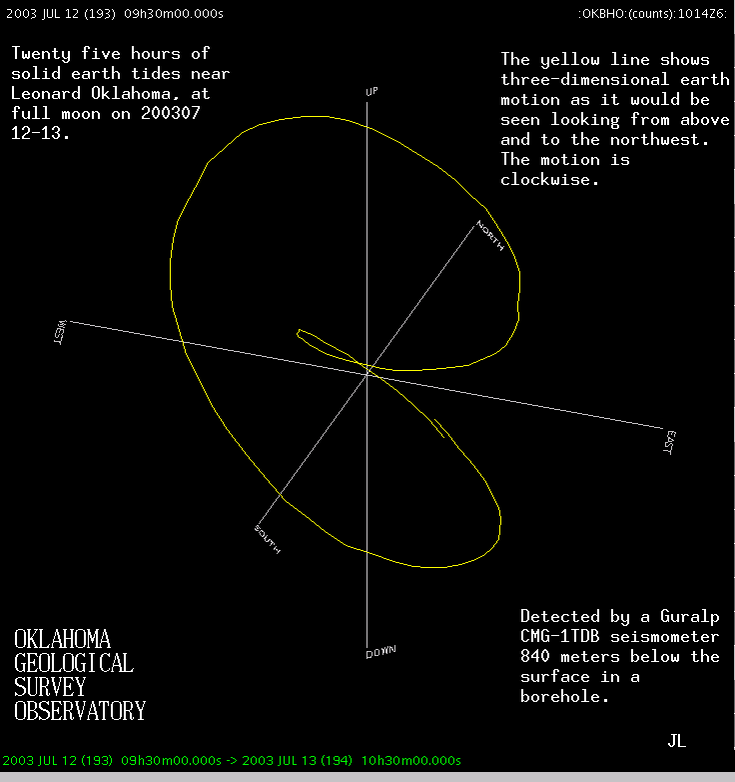 2003 JUL 12 (193)  09h30m00.000s
:OKBHO:(counts):1014Z6:
Twenty five hours of
solid earth tides near
Leonard Oklahoma, at
full moon on 200307
12-13.
The yellow line shows
three-dimensional earth
motion as it would be
seen looking from above
and to the northwest.
The motion is
clockwise.
UP
NORTH
WEST
EAST
SOUTH
DOWN
OKLAHOMA
GEOLOGICAL
SURVEY
OBSERVATORY
Detected by a Guralp
CMG-1TDB seismometer
840 meters below the
surface in a
borehole.
JL
2003 JUL 12 (193)  09h30m00.000s -> 2003 JUL 13 (194)  10h30m00.000s